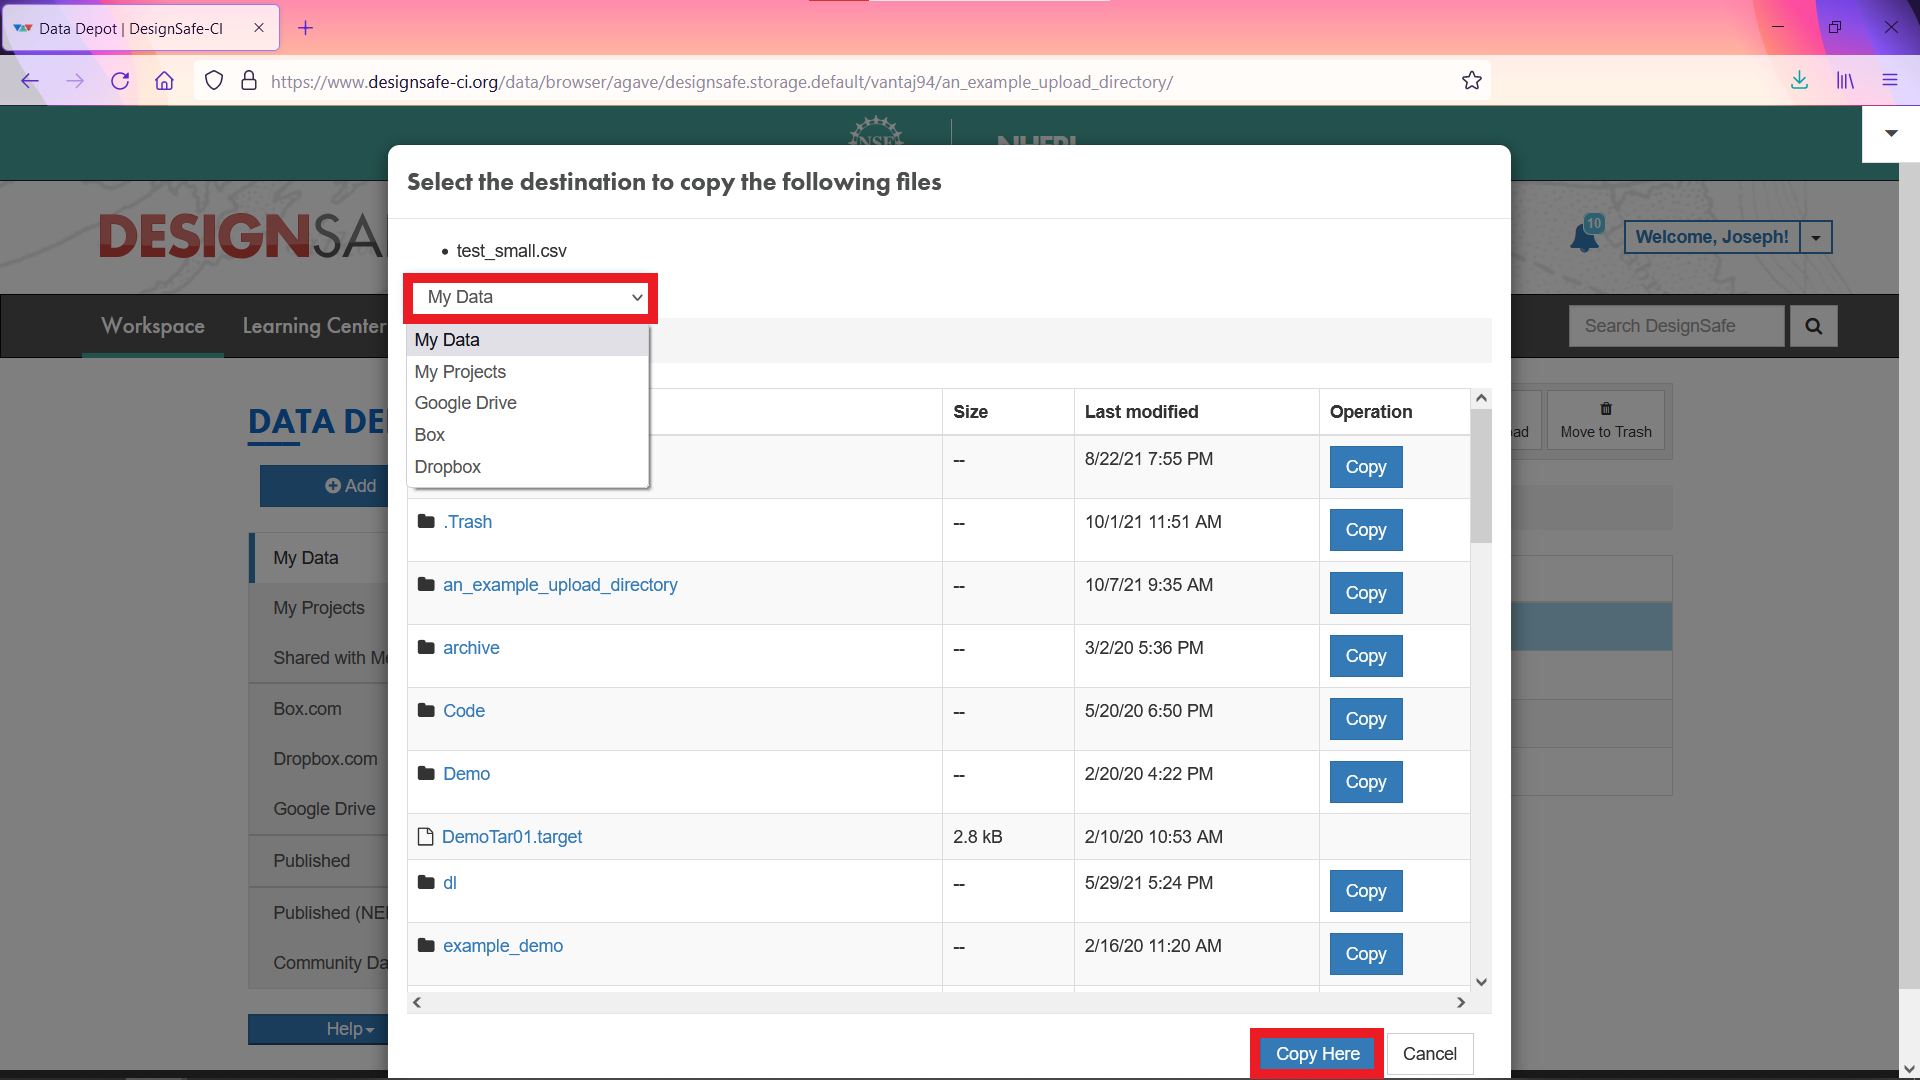 Data Depot | DesignSafe-CI
https://www.designsafe-ci.org/data/browser/agave/designsafe.storage.default/vantaj94/an_example_upload_directory/
NSF
NHERI
Select the destination to copy the following files
DESIGNSA
10
Welcome, Joseph!
• test_small.csv
My Data
Workspace
Learning Center
Search DesignSafe
My Data
My Projects
Google Drive
Box
Dropbox
DATA DE
Size
Last modified
Operation
ad
Move to Trash
-- 8/22/21 7:55 PM Copy
Add
.Trash -- 10/1/21 11:51 AM Copy
My Data
an_example_upload_directory -- 10/7/21 9:35 AM Copy
My Projects
archive -- 3/2/20 5:36 PM Copy
Shared with Me
Code -- 5/20/20 6:50 PM Copy
Box.com
Demo -- 2/20/20 4:22 PM Copy
Dropbox.com
Google Drive
DemoTar01.target 2.8 kB 2/10/20 10:53 AM
Published
dl -- 5/29/21 5:24 PM Copy
Published (NEE
example_demo -- 2/16/20 11:20 AM Copy
Community Da
Help
Copy Here
Cancel